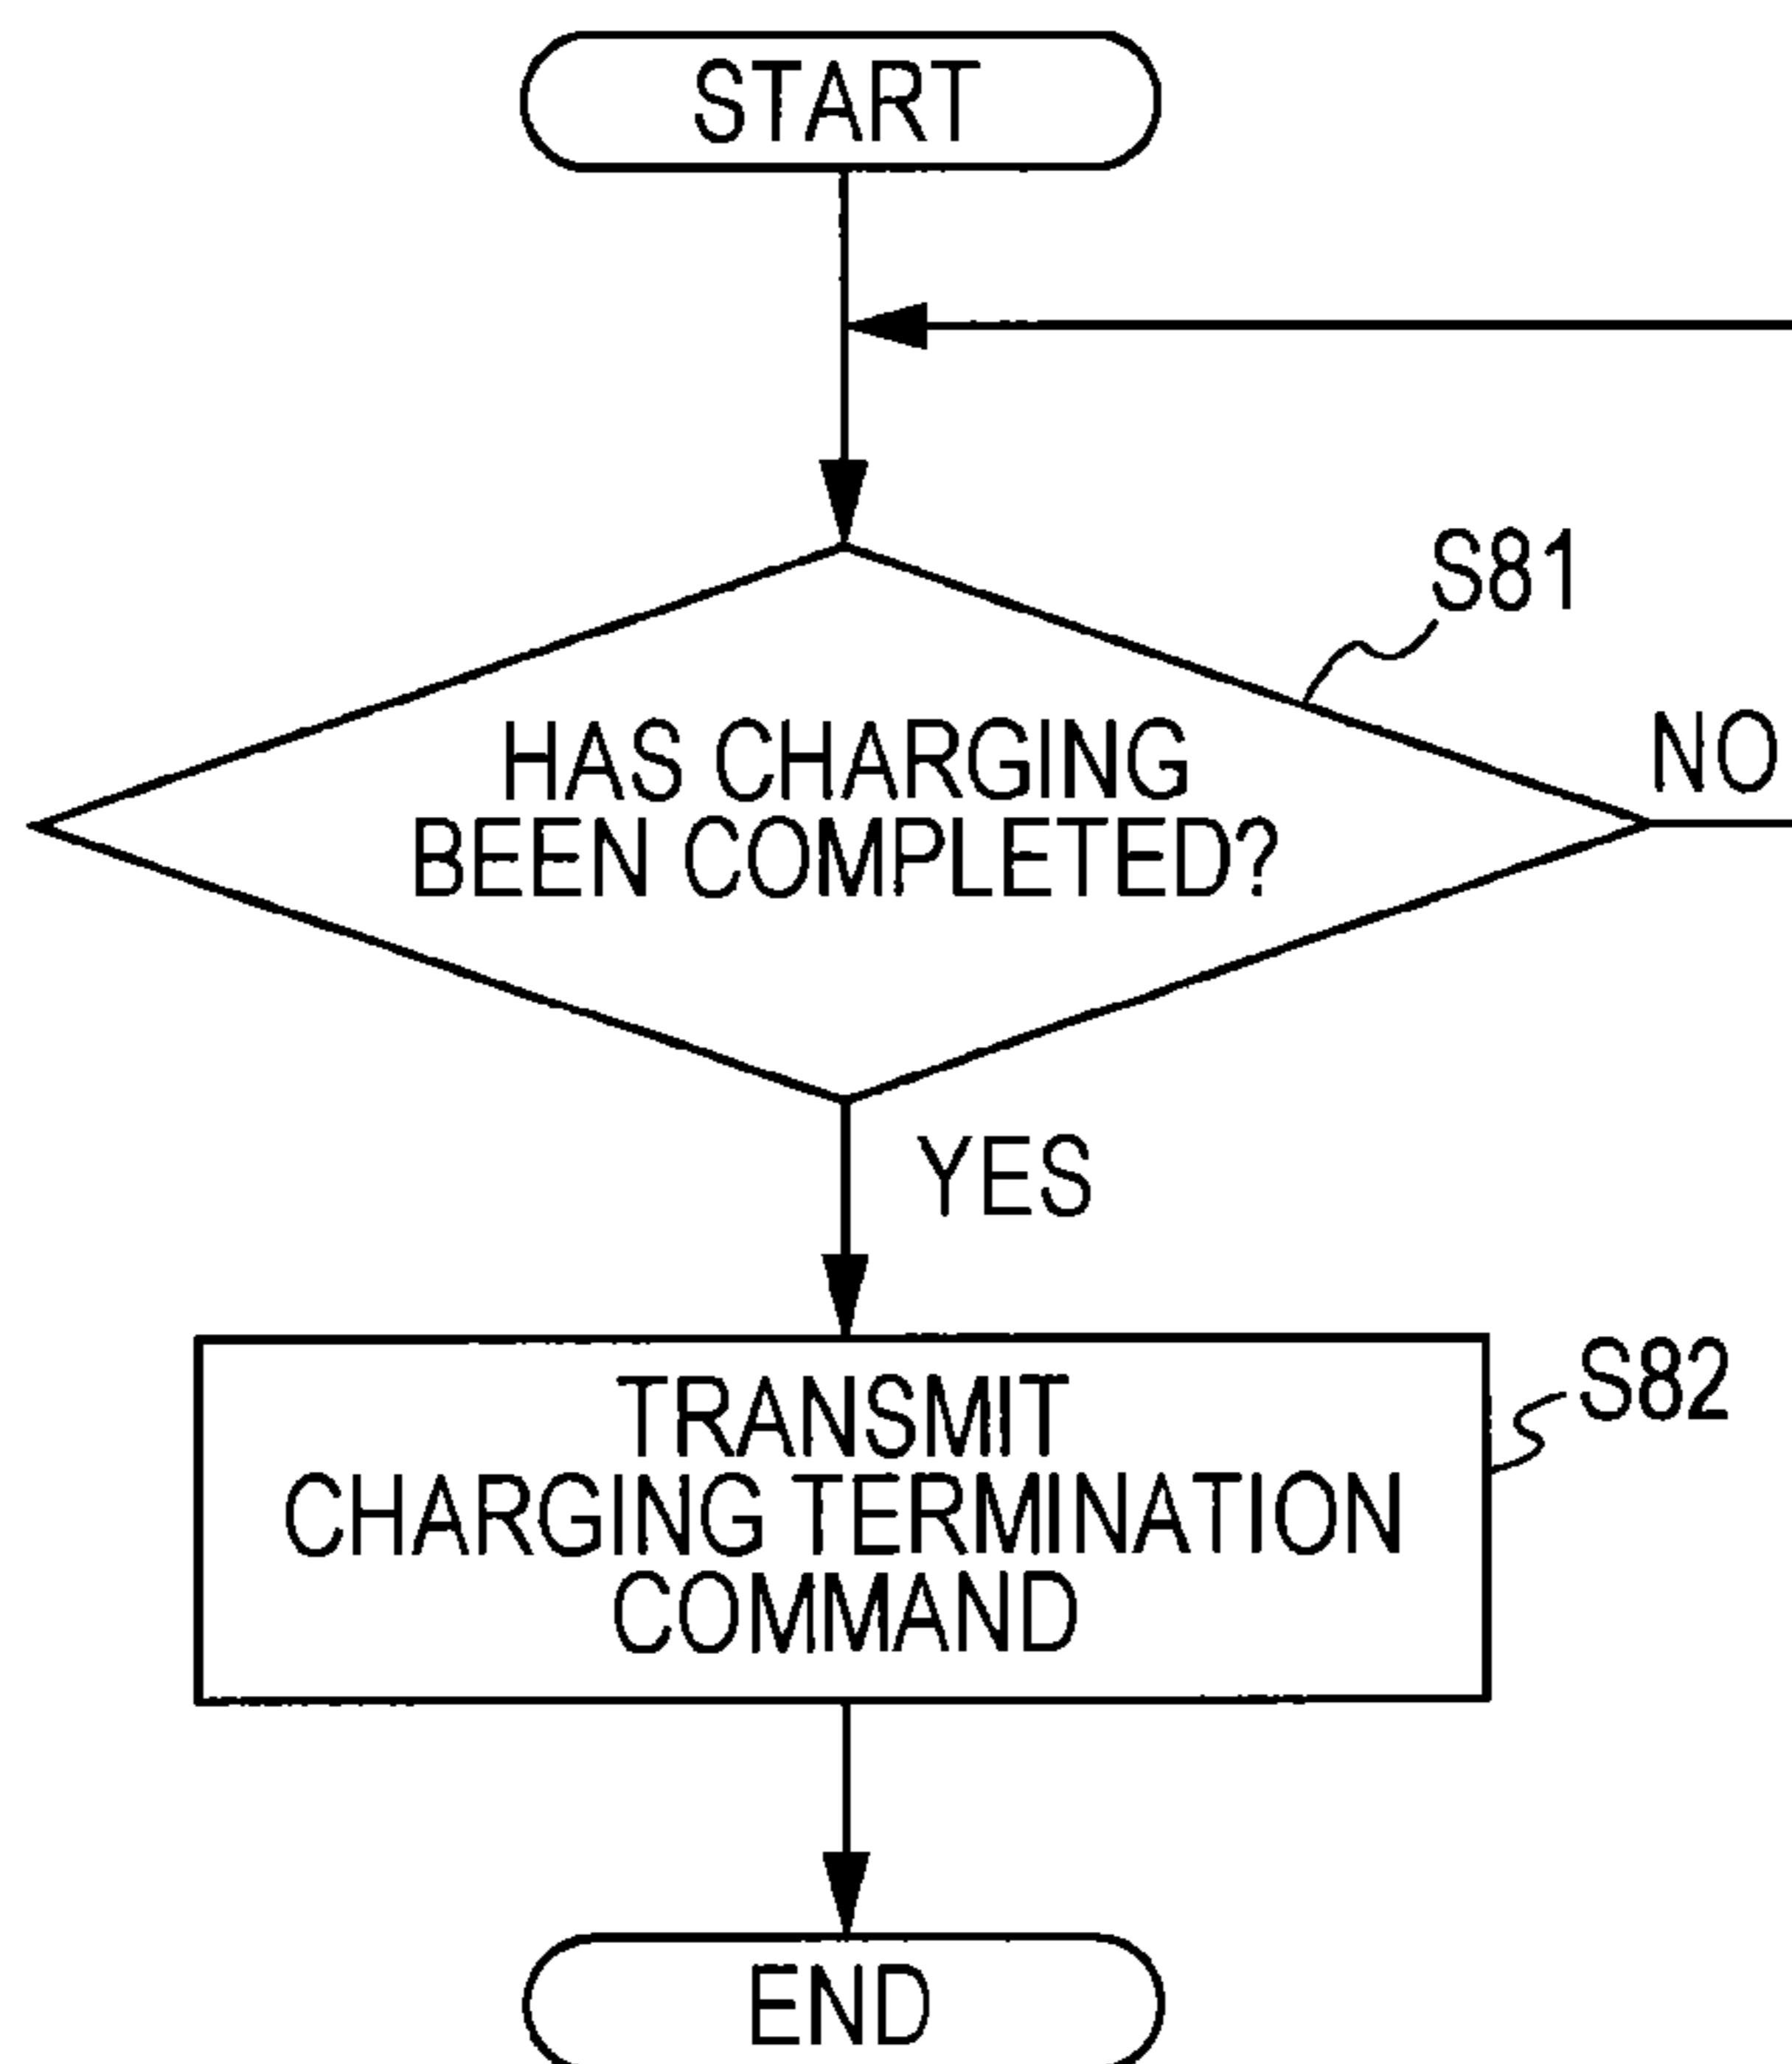 START
S81
HAS CHARGING
BEEN COMPLETED?
NO
YES
TRANSMIT
CHARGING TERMINATION
COMMAND
S82
END